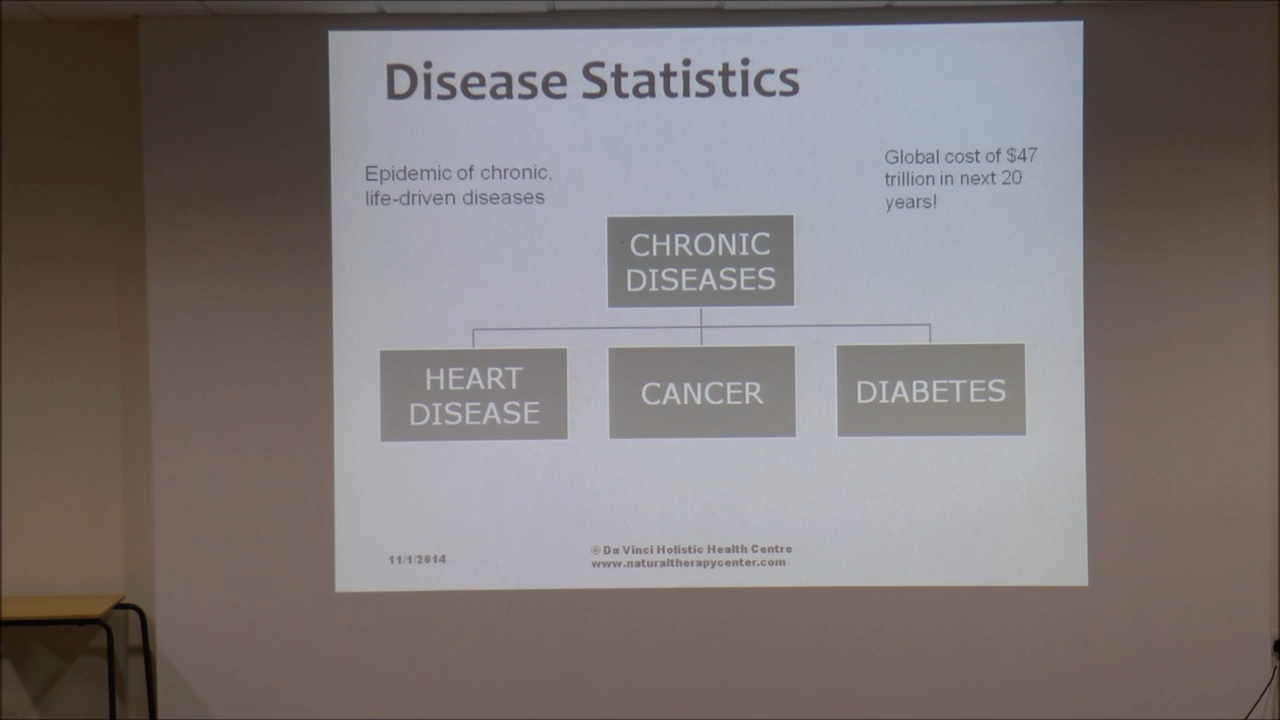 Disease Statistics
Epidemic of chronic,
life-driven diseases
Global cost of $47
trillion in next 20
years!
CHRONIC
DISEASES
HEART
DISEASE
CANCER
DIABETES
11/1/2014
© Da Vinci Holistic Health Centre
www.naturaltherapycenter.com